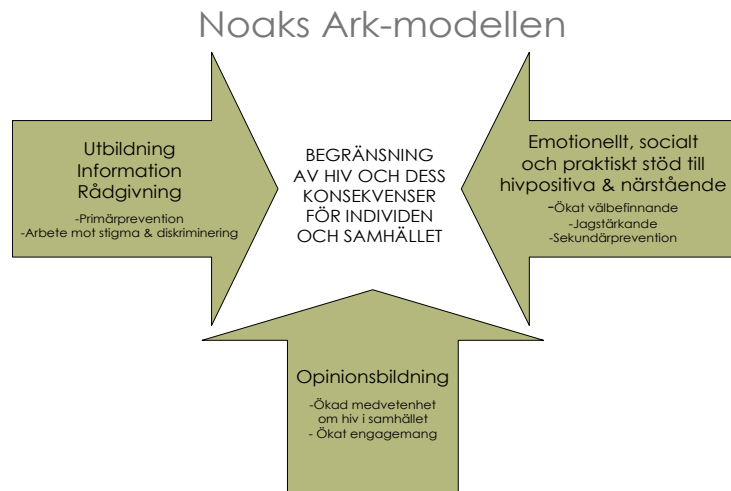 Noaks Ark-modellen
Utbildning
Information
Rådgivning
-Primärprevention
-Arbete mot stigma & diskriminering
BEGRÄNSNING
AV HIV OCH DESS
KONSEKVENSER
FÖR INDIVIDEN
OCH SAMHÄLLET
Emotionellt, socialt
och praktiskt stöd till
hivpositiva & närstående
-Ökat välbefinnande
-Jagstärkande
-Sekundärprevention
Opinionsbildning
-Ökad medvetenhet
om hiv i samhället
- Ökat engagemang